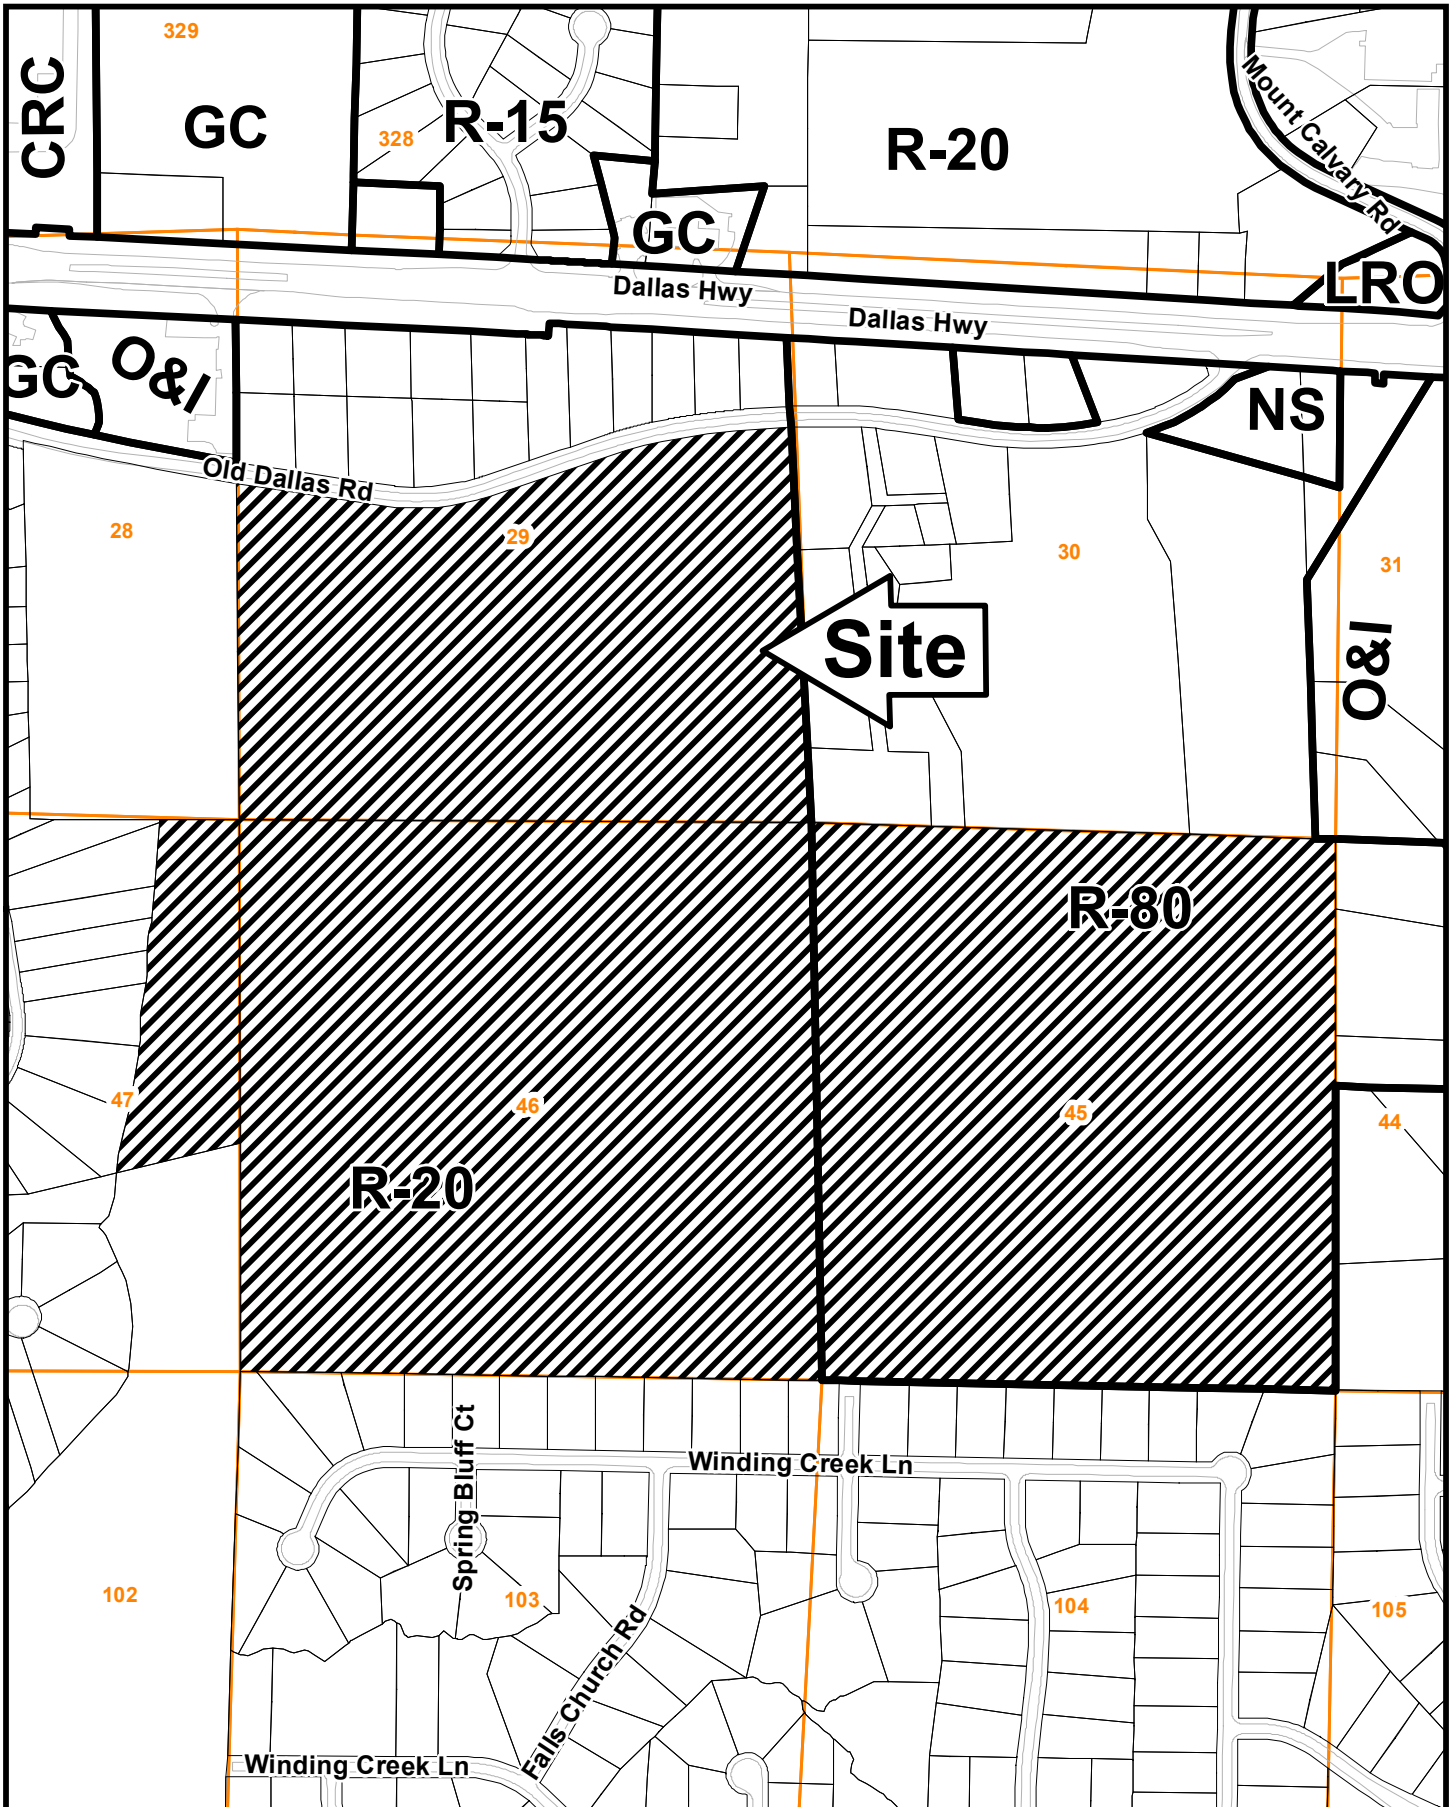 329
CRC
GC
R-15
328
R-20
Mount Calvary Rd
GC
LRO
Dallas Hwy
Dallas Hwy
GC
O&I
NS
Old Dallas Rd
28
29
30
31
Site
O&I
R-80
47
46
45
44
R-20
Spring Bluff Ct
Winding Creek Ln
102
103
104
105
Falls Church Rd
Winding Creek Ln